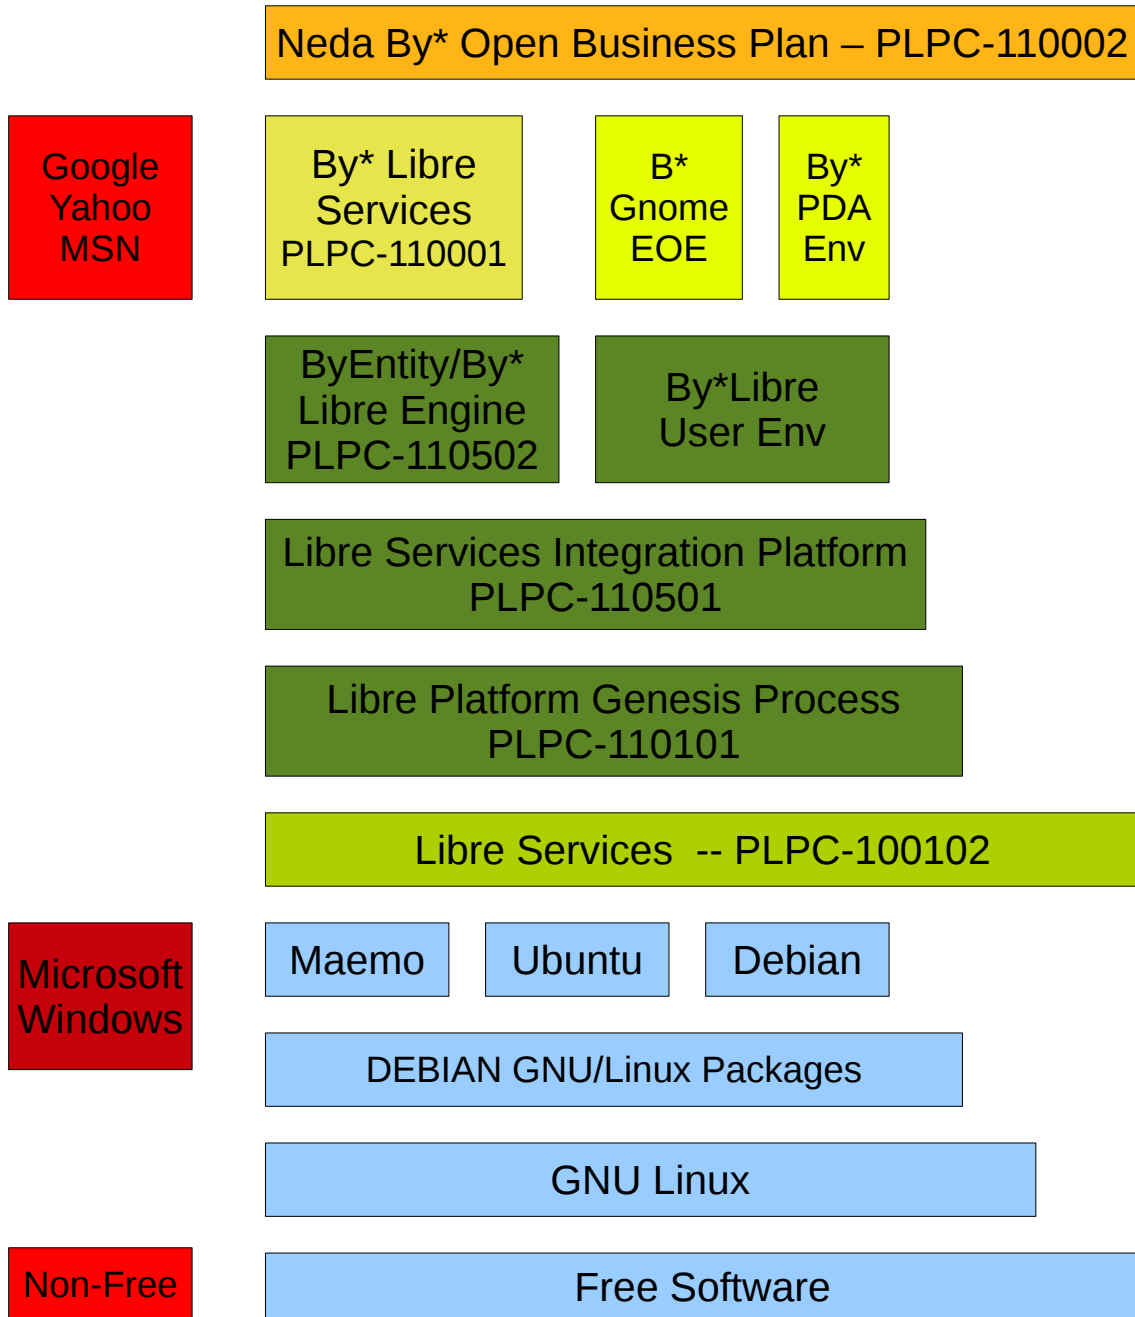 Neda By* Open Business Plan – PLPC-110002
Google
Yahoo
MSN
By* Libre
Services
PLPC-110001
B*
Gnome
EOE
By*
PDA
Env
ByEntity/By*
Libre Engine
PLPC-110502
By*Libre
User Env
Libre Services Integration Platform
PLPC-110501
Libre Platform Genesis Process
PLPC-110101
Libre Services -- PLPC-100102
Microsoft
Windows
Maemo
Ubuntu
Debian
DEBIAN GNU/Linux Packages
GNU Linux
Non-Free
Free Software